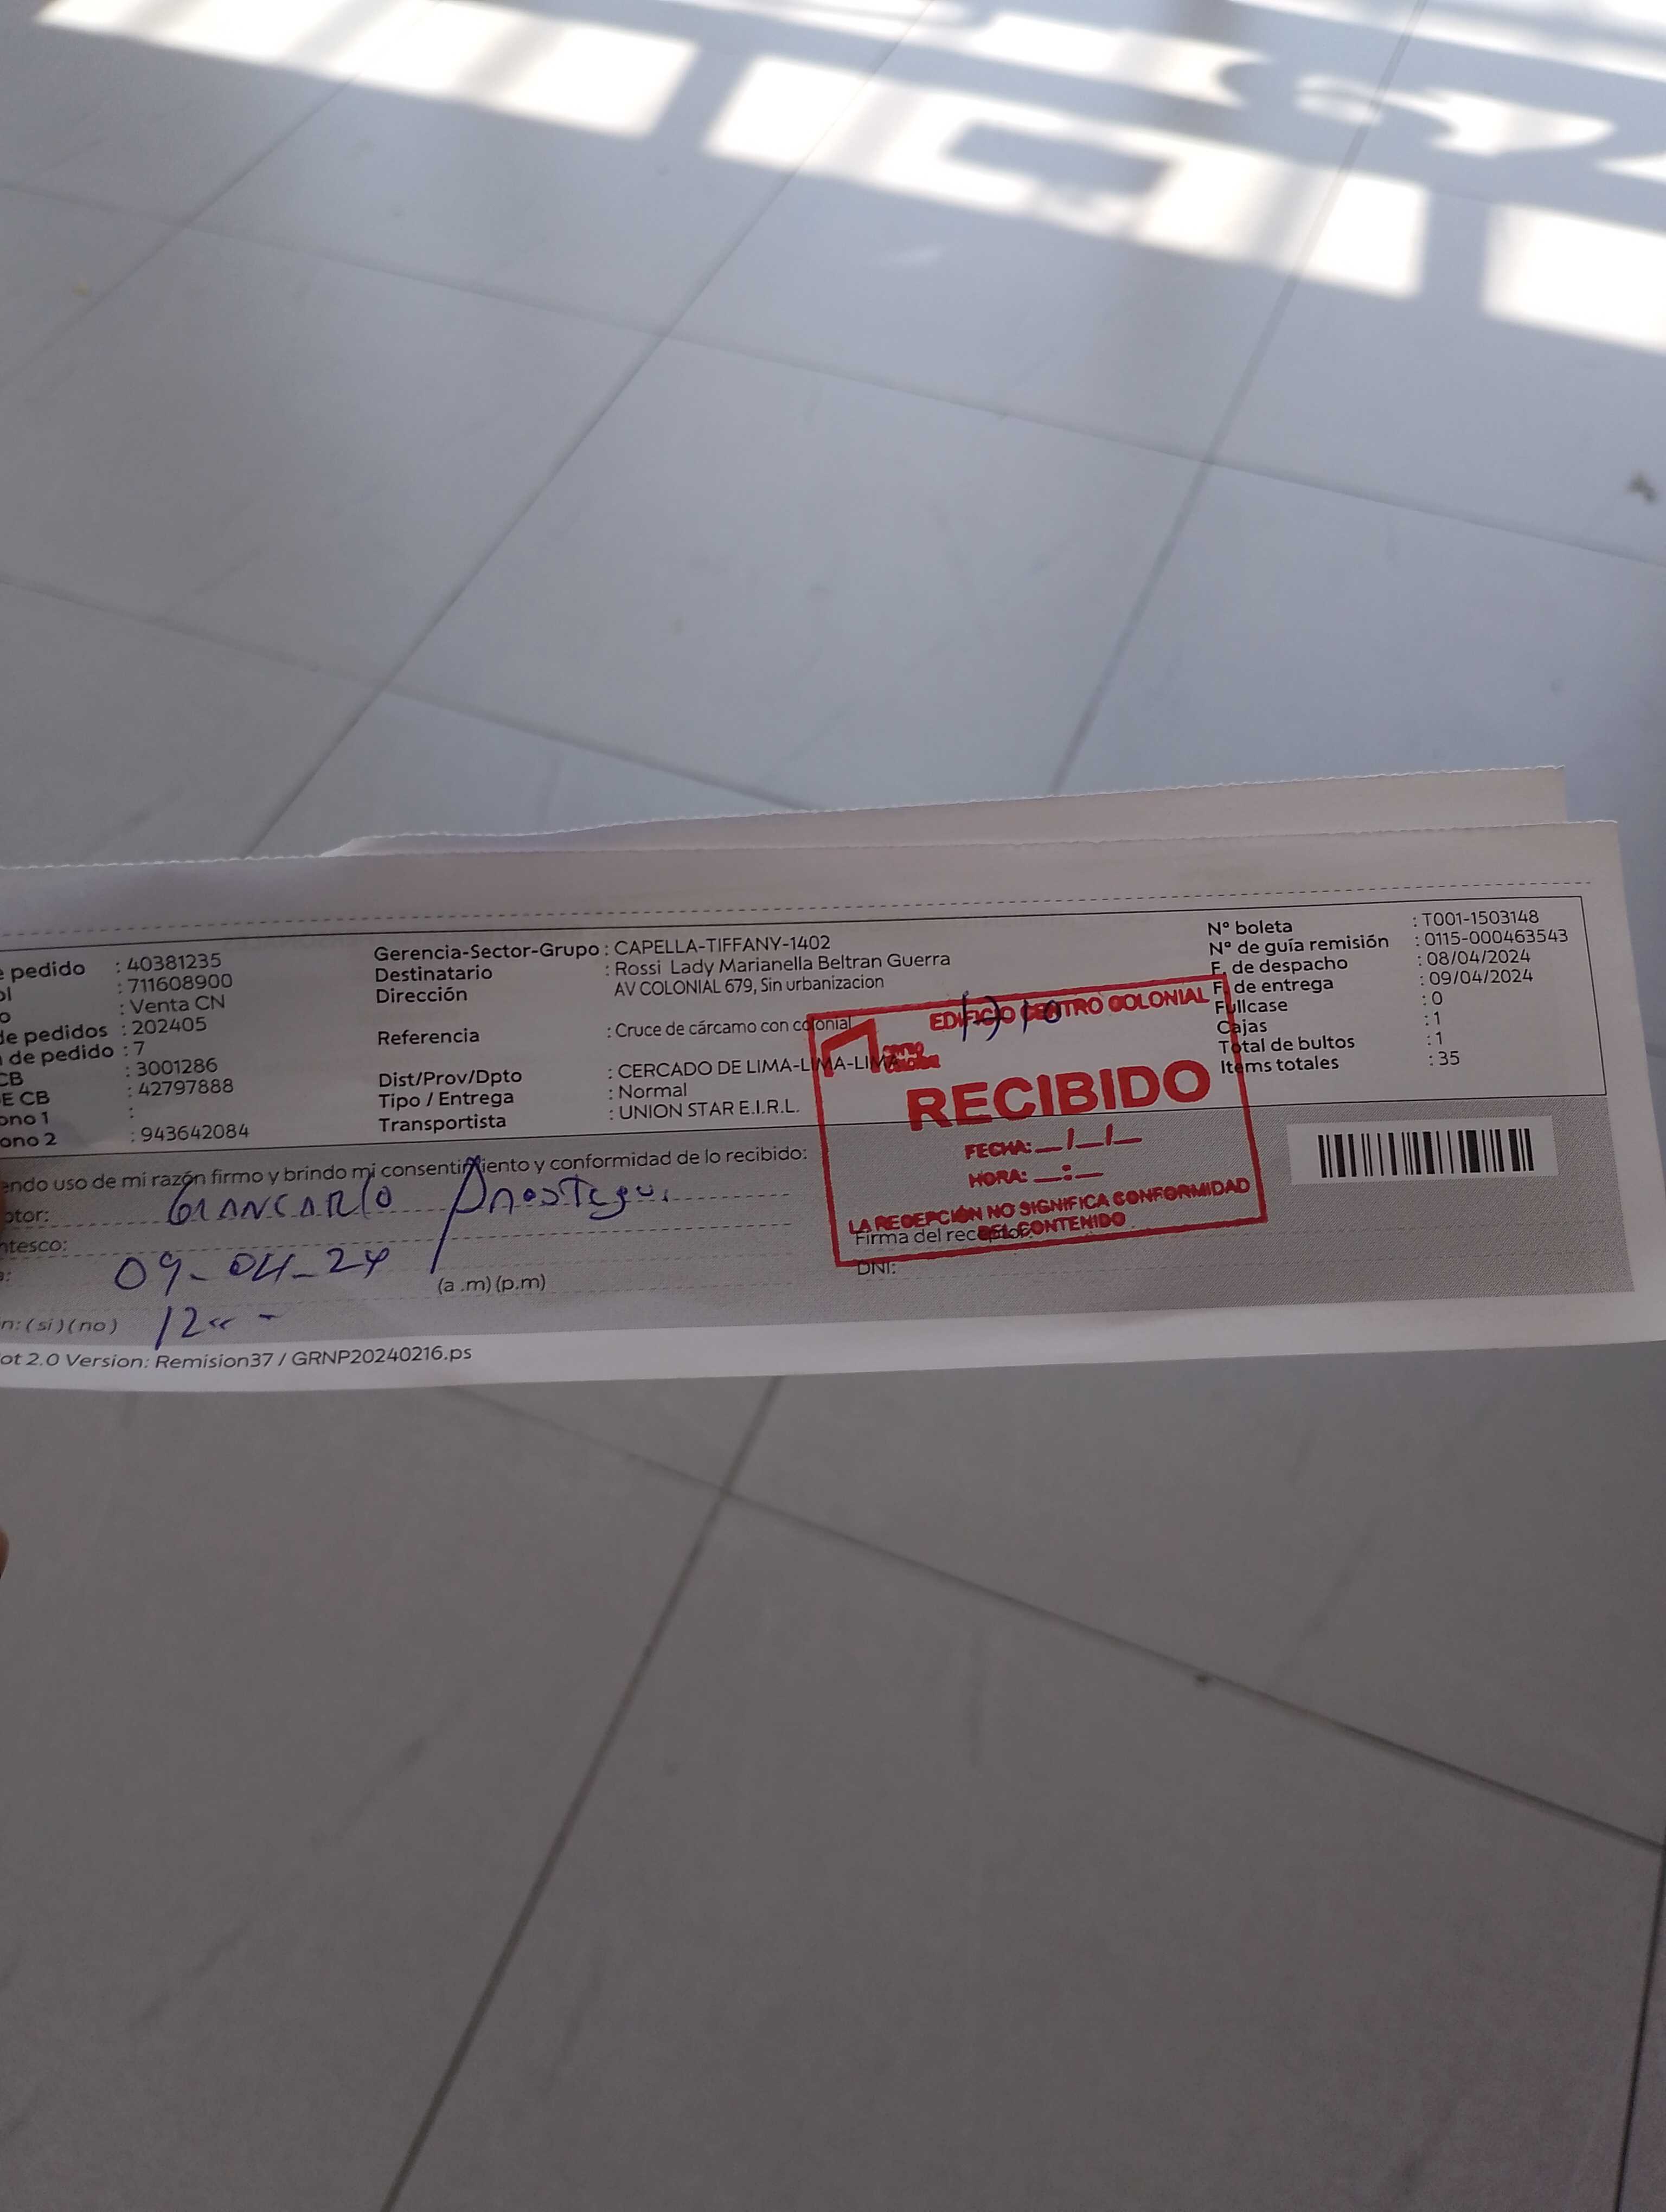 e pedido : 40381235
ol : 711608900
o : Venta CN
de pedidos : 202405
de pedido : 7
CB : 3001286
E CB : 42797888
ono 1 :
ono 2 : 943642084
Gerencia-Sector-Grupo : CAPELLA-TIFFANY-1402
Destinatario : Rossi Lady Marianella Beltran Guerra
Dirección AV COLONIAL 679, Sin urbanizacion
Referencia : Cruce de cárcamo con colonial
Dist/Prov/Dpto : CERCADO DE LIMA-LIMA-LIMA
Tipo / Entrega : Normal
Transportista : UNION STAR E.I.R.L.
N° boleta : T001-1503148
N° de guía remisión : 0115-000463543
F. de despacho : 08/04/2024
F. de entrega : 09/04/2024
Fullcase : 0
Cajas : 1
Total de bultos : 1
Items totales : 35
EDIFICIO CENTRO COLONIAL
RECIBIDO
FECHA: __/__/__
HORA: __:__
LA RECEPCIÓN NO SIGNIFICA CONFORMIDAD
DEL CONTENIDO
endo uso de mi razón firmo y brindo mi consentimiento y conformidad de lo recibido:
ptor: GIANCARLO
ntesco:
09-04-24
(a .m) (p.m)
n: (si) (no) 12
Firma del receptor:
DNI:
ot 2.0 Version: Remision37 / GRNP20240216.ps